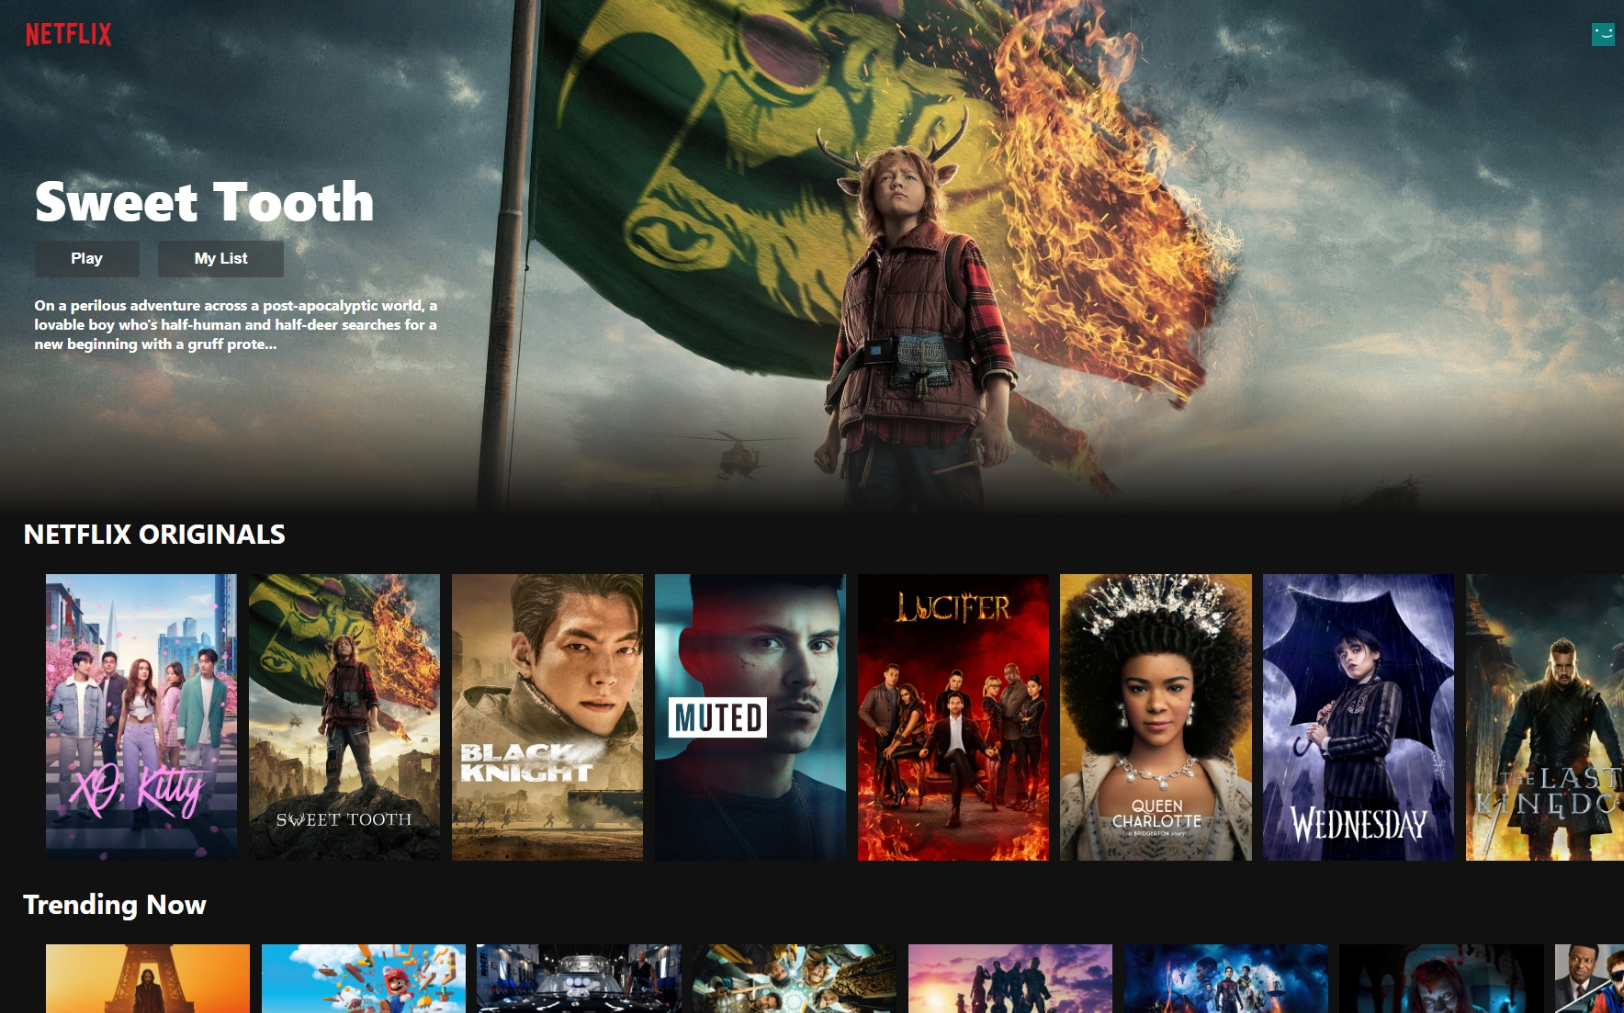 NETFLIX
Sweet Tooth
Play
My List
On a perilous adventure across a post-apocalyptic world, a
lovable boy who's half-human and half-deer searches for a
new beginning with a gruff prote...
NETFLIX ORIGINALS
XO, Kitty
SWEET TOOTH
BLACK
KNIGHT
MUTED
LUCIFER
QUEEN
CHARLOTTE
a BRIDGERTON story
WEDNESDAY
THE LAST
KINGDO
Trending Now